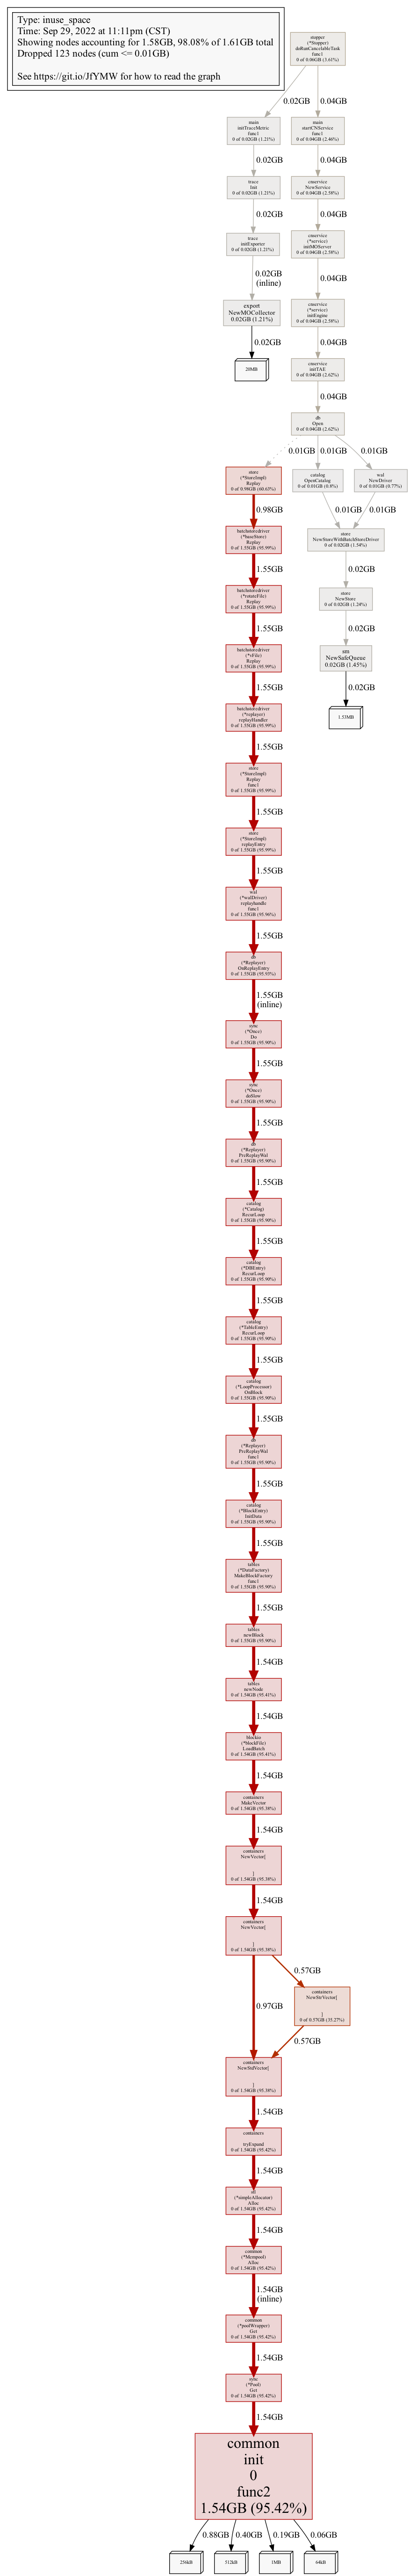 Type: inuse_space
Time: Sep 29, 2022 at 11:11pm (CST)
Showing nodes accounting for 1.58GB, 98.08% of 1.61GB total
Dropped 123 nodes (cum <= 0.01GB)
See https://git.io/JfYMW for how to read the graph
stopper
(*Stopper)
doRunCancelableTask
0 of 0.06GB (3.61%)
0.02GB
0.04GB
main
initTraceMetric
func1
0 of 0.02GB (1.21%)
main
startCNService
func1
0 of 0.04GB (2.46%)
0.02GB
0.04GB
trace
Init
0 of 0.02GB (1.21%)
cnservice
NewService
0 of 0.04GB (2.58%)
0.02GB
0.04GB
trace
initExporter
0 of 0.02GB (1.21%)
cnservice
(*service)
initMOServer
0 of 0.04GB (2.58%)
0.02GB
(inline)
0.04GB
export
NewMOCollector
0.02GB (1.21%)
cnservice
(*service)
initEngine
0 of 0.04GB (2.58%)
0.02GB
0.04GB
20MB
cnservice
initTAE
0 of 0.04GB (2.62%)
0.04GB
db
Open
0 of 0.04GB (2.62%)
0.01GB
0.01GB
0.01GB
store
(*StoreImpl)
Replay
0 of 0.98GB (60.63%)
catalog
OpenCatalog
0 of 0.01GB (0.8%)
wal
NewDriver
0 of 0.01GB (0.77%)
0.98GB
0.01GB
0.01GB
batchstoredriver
(*baseStore)
Replay
0 of 1.55GB (95.99%)
store
NewStoreWithBatchStoreDriver
0 of 0.02GB (1.54%)
1.55GB
0.02GB
batchstoredriver
(*rotateFile)
Replay
0 of 1.55GB (95.99%)
store
NewStore
0 of 0.02GB (1.24%)
1.55GB
0.02GB
batchstoredriver
(*vFile)
Replay
0 of 1.55GB (95.99%)
sm
NewSafeQueue
0.02GB (1.45%)
1.55GB
0.02GB
batchstoredriver
(*replayer)
replayHandler
0 of 1.55GB (95.99%)
1.53MB
1.55GB
store
(*StoreImpl)
Replay
func1
0 of 1.55GB (95.99%)
1.55GB
store
(*StoreImpl)
replayEntry
0 of 1.55GB (95.99%)
1.55GB
wal
(*walDriver)
replayhandle
func1
0 of 1.55GB (95.96%)
1.55GB
db
(*Replayer)
OnReplayEntry
0 of 1.55GB (95.93%)
1.55GB
(inline)
sync
(*Once)
Do
0 of 1.55GB (95.90%)
1.55GB
sync
(*Once)
doSlow
0 of 1.55GB (95.90%)
1.55GB
db
(*Replayer)
PreReplayWal
0 of 1.55GB (95.90%)
1.55GB
catalog
(*Catalog)
RecurLoop
0 of 1.55GB (95.90%)
1.55GB
catalog
(*DBEntry)
RecurLoop
0 of 1.55GB (95.90%)
1.55GB
catalog
(*TableEntry)
RecurLoop
0 of 1.55GB (95.90%)
1.55GB
catalog
(*LoopProcessor)
OnBlock
0 of 1.55GB (95.90%)
1.55GB
db
(*Replayer)
PreReplayWal
func1
0 of 1.55GB (95.90%)
1.55GB
catalog
(*BlockEntry)
InitData
0 of 1.55GB (95.90%)
1.55GB
tables
(*DataFactory)
MakeBlockFactory
func1
0 of 1.55GB (95.90%)
1.55GB
tables
newBlock
0 of 1.55GB (95.90%)
1.54GB
tables
newNode
0 of 1.54GB (95.41%)
1.54GB
blockio
(*blockFile)
LoadBatch
0 of 1.54GB (95.41%)
1.54GB
containers
MakeVector
0 of 1.54GB (95.38%)
1.54GB
containers
NewVector[
]
0 of 1.54GB (95.38%)
1.54GB
containers
NewVector[
]
0 of 1.54GB (95.38%)
0.57GB
0.97GB
containers
NewStrVector[
]
0 of 0.57GB (35.27%)
0.57GB
containers
NewStdVector[
]
0 of 1.54GB (95.38%)
1.54GB
containers
tryExpand
0 of 1.54GB (95.42%)
1.54GB
stl
(*simpleAllocator)
Alloc
0 of 1.54GB (95.42%)
1.54GB
common
(*Mempool)
Alloc
0 of 1.54GB (95.42%)
1.54GB
(inline)
common
(*poolWrapper)
Get
0 of 1.54GB (95.42%)
1.54GB
sync
(*Pool)
Get
0 of 1.54GB (95.42%)
1.54GB
common
init
0
func2
1.54GB (95.42%)
0.88GB
0.40GB
0.19GB
0.06GB
256kB
512kB
1MB
64kB